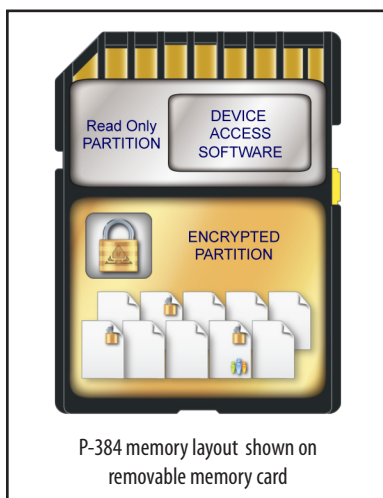 Read Only
PARTITION
DEVICE
ACCESS
SOFTWARE
ENCRYPTED
PARTITION
P-384 memory layout shown on
removable memory card